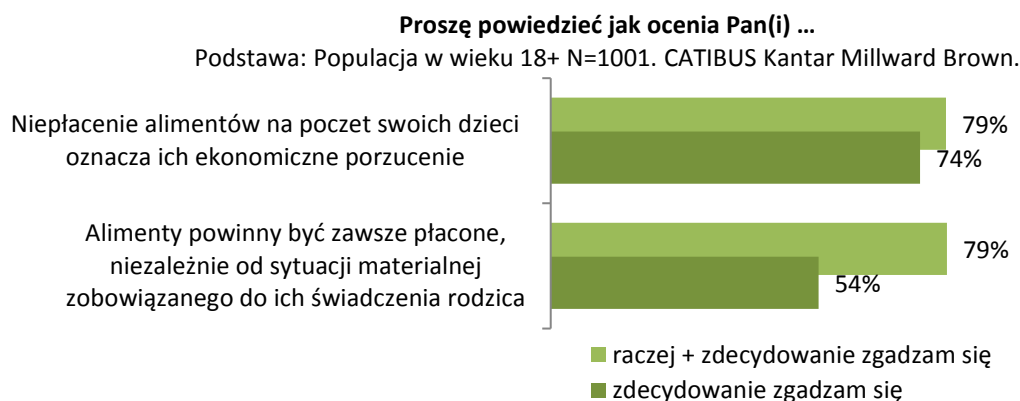 Proszę powiedzieć jak ocenia Pan(i) ...
Podstawa: Populacja w wieku 18+ N=1001. CATIBUS Kantar Millward Brown.
Niepłacenie alimentów na poczet swoich dzieci
oznacza ich ekonomiczne porzucenie
79%
74%
Alimenty powinny być zawsze płacone,
niezależnie od sytuacji materialnej
zobowiązanego do ich świadczenia rodzica
79%
54%
raczej + zdecydowanie zgadzam się
zdecydowanie zgadzam się